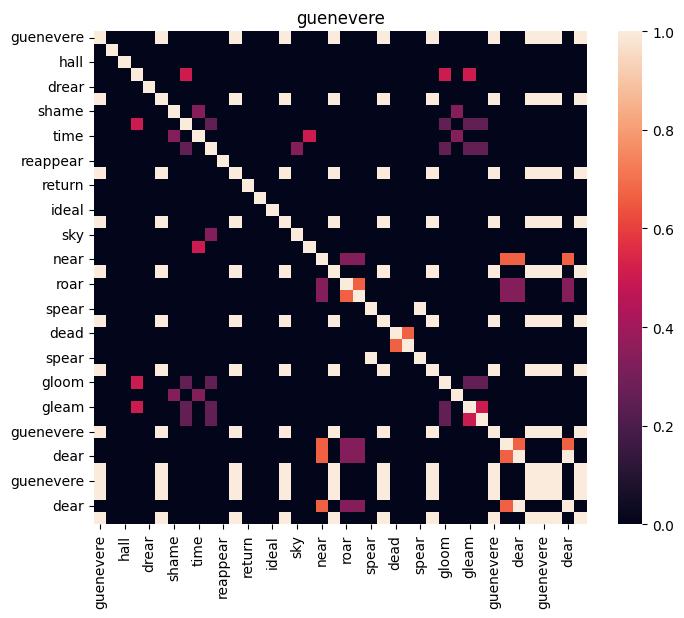 guenevere
guenevere
hall
drear
shame
time
reappear
return
ideal
sky
near
roar
spear
dead
spear
gloom
gleam
guenevere
dear
guenevere
dear
1.0
0.8
0.6
0.4
0.2
0.0
guenevere
hall
drear
shame
time
reappear
return
ideal
sky
near
roar
spear
dead
spear
gloom
gleam
guenevere
dear
guenevere
dear